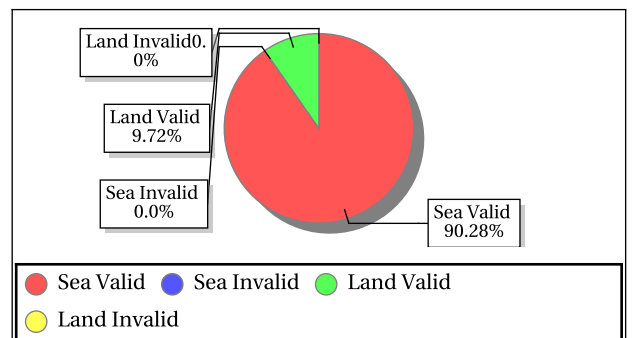 Land Invalid0.
0%
Land Valid
9.72%
Sea Invalid
0.0%
Sea Valid
90.28%
Sea Valid Sea Invalid Land Valid
Land Invalid